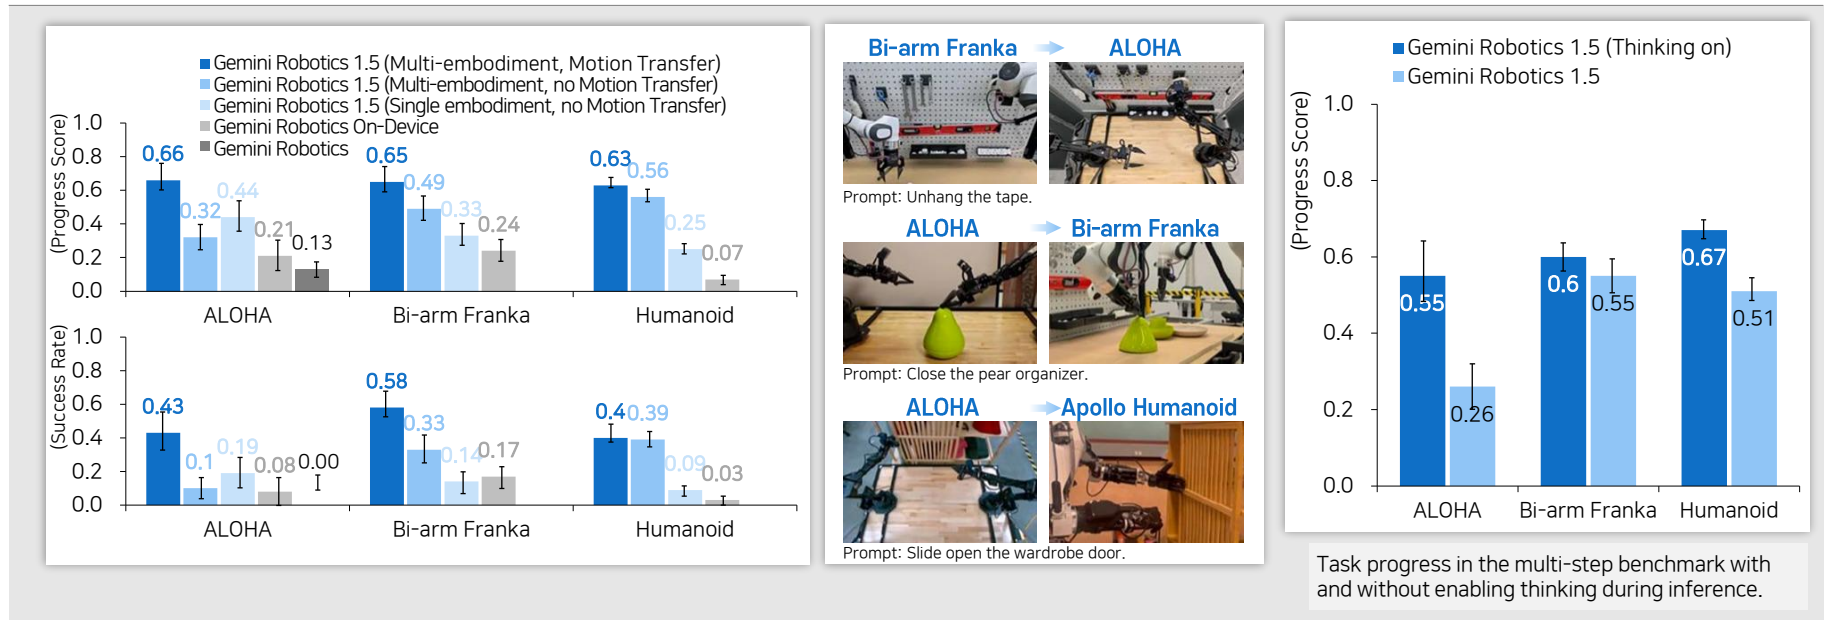 Gemini Robotics 1.5 (Multi-embodiment, Motion Transfer)
Gemini Robotics 1.5 (Multi-embodiment, no Motion Transfer)
Gemini Robotics 1.5 (Single embodiment, no Motion Transfer)
Gemini Robotics On-Device
Gemini Robotics
(Progress Score)
1.0
0.8
0.6
0.4
0.2
0.0
0.66
0.32
0.44
0.21
0.13
0.65
0.49
0.33
0.24
0.63
0.56
0.25
0.07
ALOHA
Bi-arm Franka
Humanoid
(Success Rate)
1.0
0.8
0.6
0.4
0.2
0.0
0.43
0.1
0.19
0.08
0.00
0.58
0.33
0.14
0.17
0.4
0.39
0.09
0.03
ALOHA
Bi-arm Franka
Humanoid
Bi-arm Franka
ALOHA
Prompt: Unhang the tape.
ALOHA
Bi-arm Franka
Prompt: Close the pear organizer.
ALOHA
Apollo Humanoid
Prompt: Slide open the wardrobe door.
Gemini Robotics 1.5 (Thinking on)
Gemini Robotics 1.5
(Progress Score)
1.0
0.8
0.6
0.4
0.2
0.0
0.55
0.26
0.6
0.55
0.67
0.51
ALOHA
Bi-arm Franka
Humanoid
Task progress in the multi-step benchmark with
and without enabling thinking during inference.